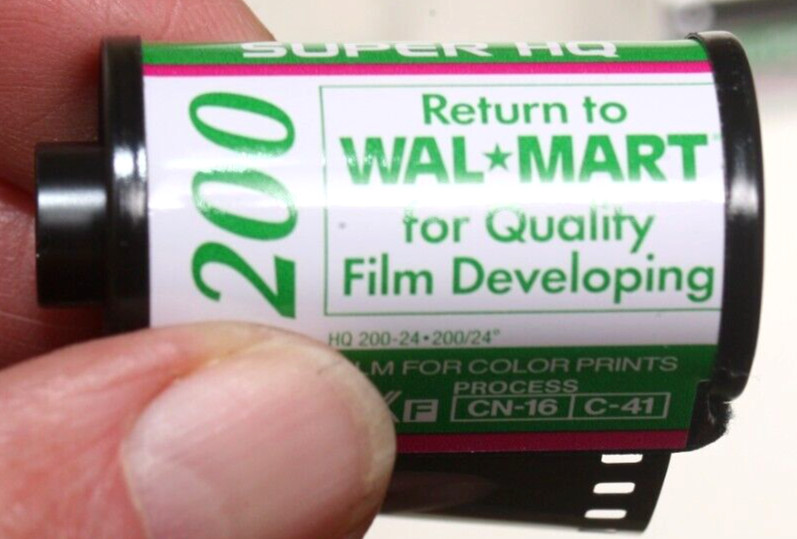 SUPER HQ
200
Return to
WAL★MART
for Quality
Film Developing
HQ 200-24•200/24°
FILM FOR COLOR PRINTS
PROCESS
CN-16 C-41